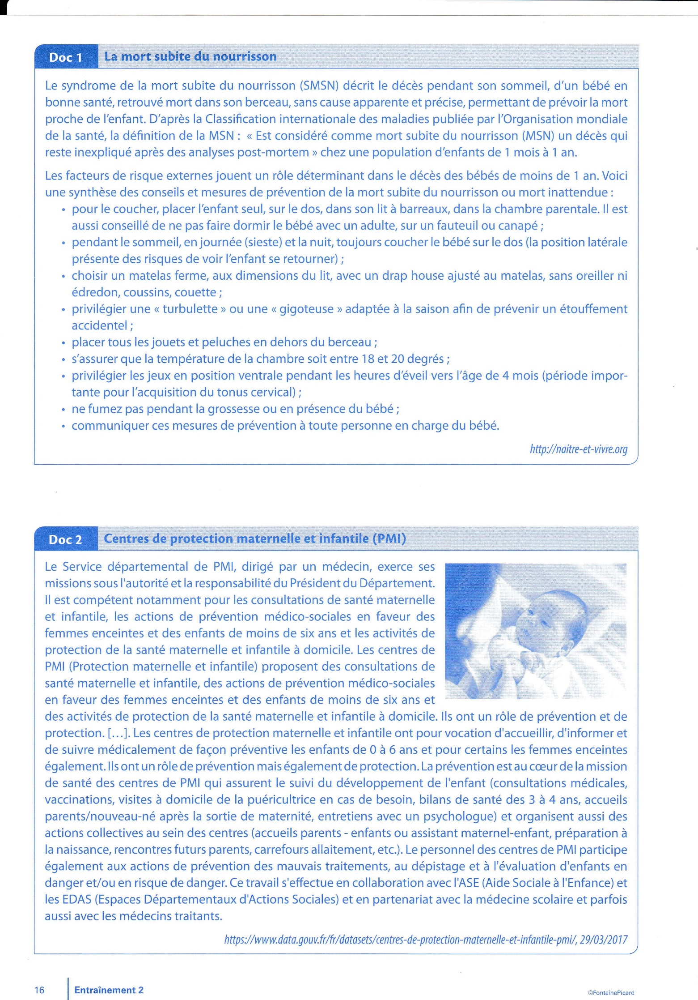 Doc 1 La mort subite du nourrisson
Le syndrome de la mort subite du nourrisson (SMSN) décrit le décès pendant son sommeil, d’un bébé en
bonne santé, retrouvé mort dans son berceau, sans cause apparente et précise, permettant de prévoir la mort
proche de l’enfant. D’après la Classification internationale des maladies publiée par l’Organisation mondiale
de la santé, la définition de la MSN : « Est considéré comme mort subite du nourrisson (MSN) un décès qui
reste inexpliqué après des analyses post-mortem » chez une population d’enfants de 1 mois à 1 an.
Les facteurs de risque externes jouent un rôle déterminant dans le décès des bébés de moins de 1 an. Voici
une synthèse des conseils et mesures de prévention de la mort subite du nourrisson ou mort inattendue :
• pour le coucher, placer l’enfant seul, sur le dos, dans son lit à barreaux, dans la chambre parentale. Il est
aussi conseillé de ne pas faire dormir le bébé avec un adulte, sur un fauteuil ou canapé ;
• pendant le sommeil, en journée (sieste) et la nuit, toujours coucher le bébé sur le dos (la position latérale
présente des risques de voir l’enfant se retourner) ;
• choisir un matelas ferme, aux dimensions du lit, avec un drap house ajusté au matelas, sans oreiller ni
édredon, coussins, couette ;
• privilégier une « turbulette » ou une « gigoteuse » adaptée à la saison afin de prévenir un étouffement
accidentel ;
• placer tous les jouets et peluches en dehors du berceau ;
• s’assurer que la température de la chambre soit entre 18 et 20 degrés ;
• privilégier les jeux en position ventrale pendant les heures d’éveil vers l’âge de 4 mois (période impor-
tante pour l’acquisition du tonus cervical) ;
• ne fumez pas pendant la grossesse ou en présence du bébé ;
• communiquer ces mesures de prévention à toute personne en charge du bébé.
http://naitre-et-vivre.org
Doc 2 Centres de protection maternelle et infantile (PMI)
Le Service départemental de PMI, dirigé par un médecin, exerce ses
missions sous l'autorité et la responsabilité du Président du Département.
Il est compétent notamment pour les consultations de santé maternelle
et infantile, les actions de prévention médico-sociales en faveur des
femmes enceintes et des enfants de moins de six ans et les activités de
protection de la santé maternelle et infantile à domicile. Les centres de
PMI (Protection maternelle et infantile) proposent des consultations de
santé maternelle et infantile, des actions de prévention médico-sociales
en faveur des femmes enceintes et des enfants de moins de six ans et
des activités de protection de la santé maternelle et infantile à domicile. Ils ont un rôle de prévention et de
protection. [...]. Les centres de protection maternelle et infantile ont pour vocation d'accueillir, d'informer et
de suivre médicalement de façon préventive les enfants de 0 à 6 ans et pour certains les femmes enceintes
également. Ils ont un rôle de prévention mais également de protection. La prévention est au cœur de la mission
de santé des centres de PMI qui assurent le suivi du développement de l'enfant (consultations médicales,
vaccinations, visites à domicile de la puéricultrice en cas de besoin, bilans de santé des 3 à 4 ans, accueils
parents/nouveau-né après la sortie de maternité, entretiens avec un psychologue) et organisent aussi des
actions collectives au sein des centres (accueils parents - enfants ou assistant maternel-enfant, préparation à
la naissance, rencontres futurs parents, carrefours allaitement, etc.). Le personnel des centres de PMI participe
également aux actions de prévention des mauvais traitements, au dépistage et à l'évaluation d'enfants en
danger et/ou en risque de danger. Ce travail s'effectue en collaboration avec l'ASE (Aide Sociale à l'Enfance) et
les EDAS (Espaces Départementaux d'Actions Sociales) et en partenariat avec la médecine scolaire et parfois
aussi avec les médecins traitants.
https://www.data.gouv.fr/fr/datasets/centres-de-protection-maternelle-et-infantile-pmi/, 29/03/2017
16 Entraînement 2
©FontainePicard